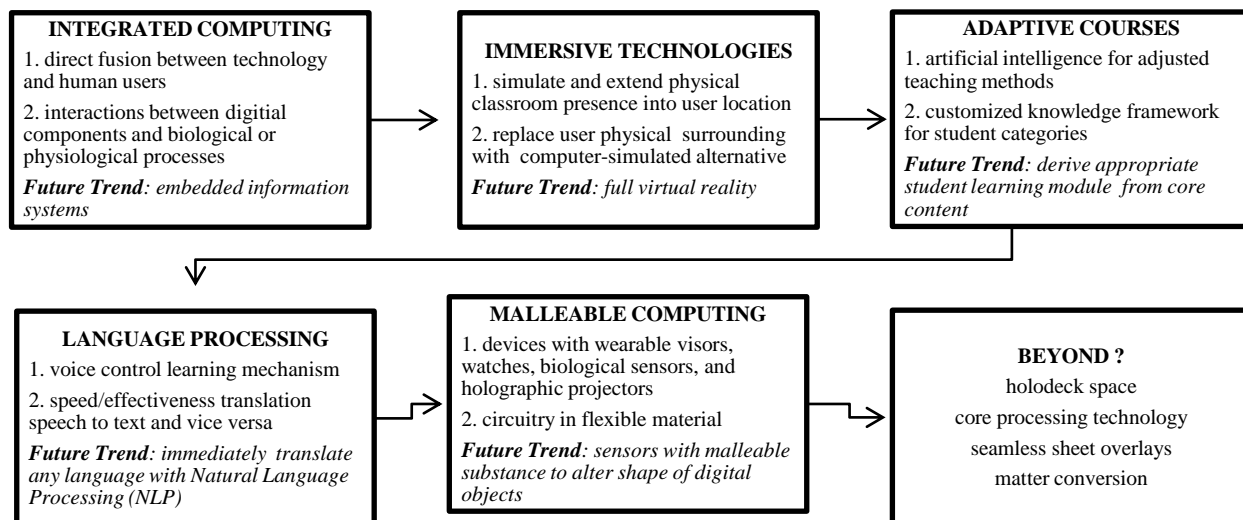 INTEGRATED COMPUTING
1. direct fusion between technology
and human users
2. interactions between digitial
components and biological or
physiological processes
Future Trend: embedded information
systems
IMMERSIVE TECHNOLOGIES
1. simulate and extend physical
classroom presence into user location
2. replace user physical surrounding
with computer-simulated alternative
Future Trend: full virtual reality
ADAPTIVE COURSES
1. artificial intelligence for adjusted
teaching methods
2. customized knowledge framework
for student categories
Future Trend: derive appropriate
student learning module from core
content
LANGUAGE PROCESSING
1. voice control learning mechanism
2. speed/effectiveness translation
speech to text and vice versa
Future Trend: immediately translate
any language with Natural Language
Processing (NLP)
MALLEABLE COMPUTING
1. devices with wearable visors,
watches, biological sensors, and
holographic projectors
2. circuitry in flexible material
Future Trend: sensors with malleable
substance to alter shape of digital
objects
BEYOND ?
holodeck space
core processing technology
seamless sheet overlays
matter conversion